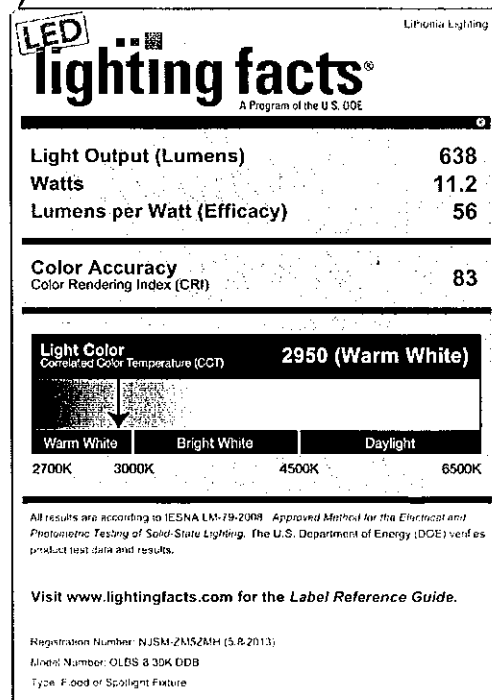 Lithonia Lighting
LED
lighting facts®
A Program of the U.S. DOE
Light Output (Lumens) 638
Watts 11.2
Lumens per Watt (Efficacy) 56
Color Accuracy 83
Color Rendering Index (CRI)
Light Color 2950 (Warm White)
Correlated Color Temperature (CCT)
Warm White Bright White Daylight
2700K 3000K 4500K 6500K
All results are according to IESNA LM-79-2008 Approved Method for the Electrical and
Photometric Testing of Solid-State Lighting. The U.S. Department of Energy (DOE) verifies
product test data and results.
Visit www.lightingfacts.com for the Label Reference Guide.
Registration Number: NJSM-ZM5ZMH (5-8-2013)
Model Number: OLBS 8 30K DDB
Type: Flood or Spotlight Fixture